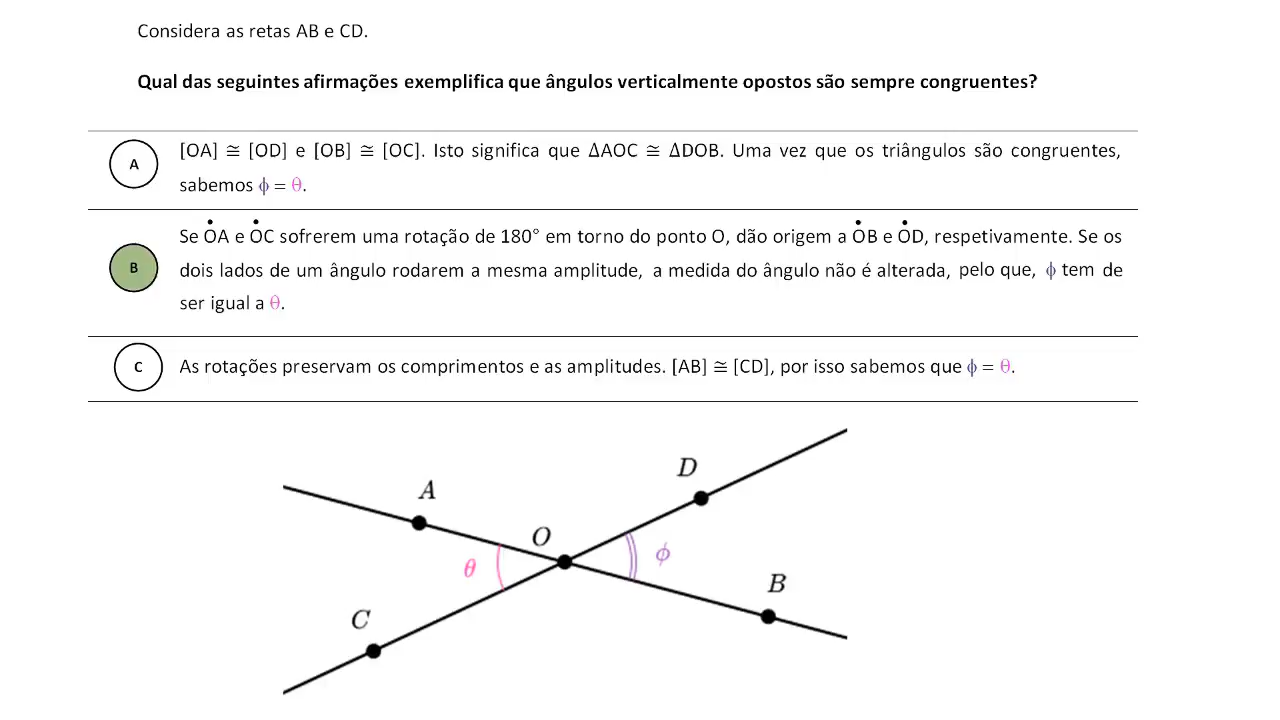 Considera as retas AB e CD.
Qual das seguintes afirmações exemplifica que ângulos verticalmente opostos são sempre congruentes?
A
[OA] ≅ [OD] e [OB] ≅ [OC]. Isto significa que ΔAOC ≅ ΔDOB. Uma vez que os triângulos são congruentes,
sabemos ϕ = θ.
B
Se ȮA e ȮC sofrerem uma rotação de 180° em torno do ponto O, dão origem a ȮB e ȮD, respetivamente. Se os
dois lados de um ângulo rodarem a mesma amplitude, a medida do ângulo não é alterada, pelo que, ϕ tem de
ser igual a θ.
C
As rotações preservam os comprimentos e as amplitudes. [AB] ≅ [CD], por isso sabemos que ϕ = θ.
D
A
O
θ
ϕ
B
C